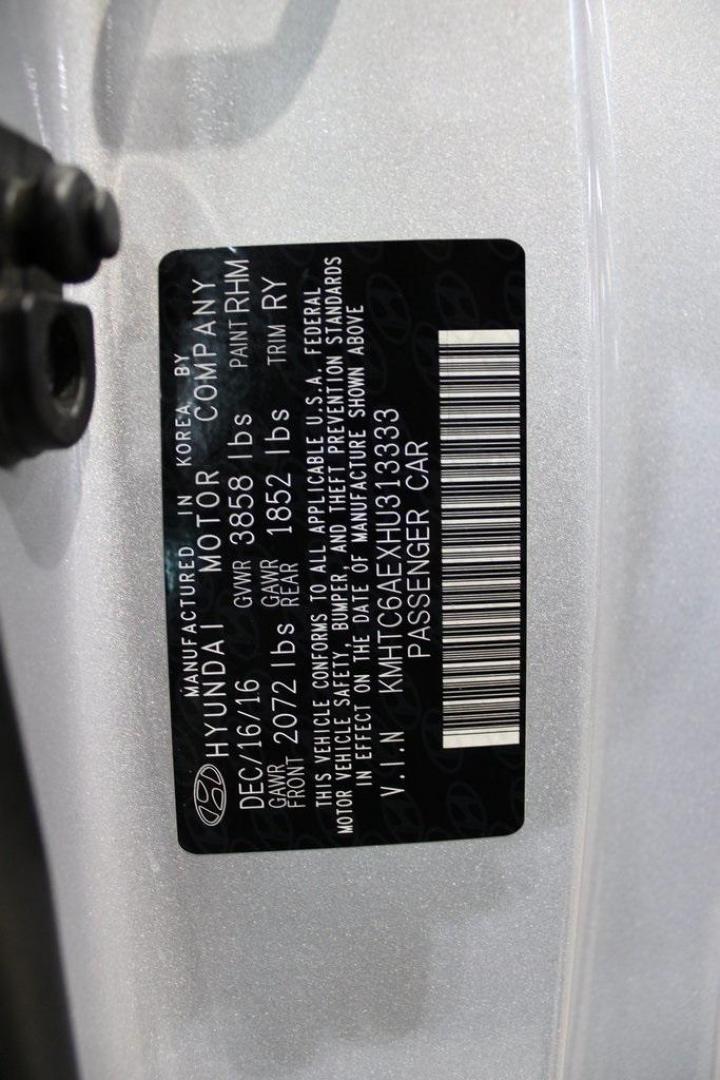 MANUFACTURED IN KOREA BY
HYUNDAI MOTOR COMPANY
DEC/16/16 GVWR 3858 lbs PAINT RHM
GAWR FRONT 2072 lbs GAWR REAR 1852 lbs TRIM RY
THIS VEHICLE CONFORMS TO ALL APPLICABLE U.S.A. FEDERAL
MOTOR VEHICLE SAFETY, BUMPER, AND THEFT PREVENTION STANDARDS
IN EFFECT ON THE DATE OF MANUFACTURE SHOWN ABOVE
V.I.N KMHTC6AEXHU313333
PASSENGER CAR